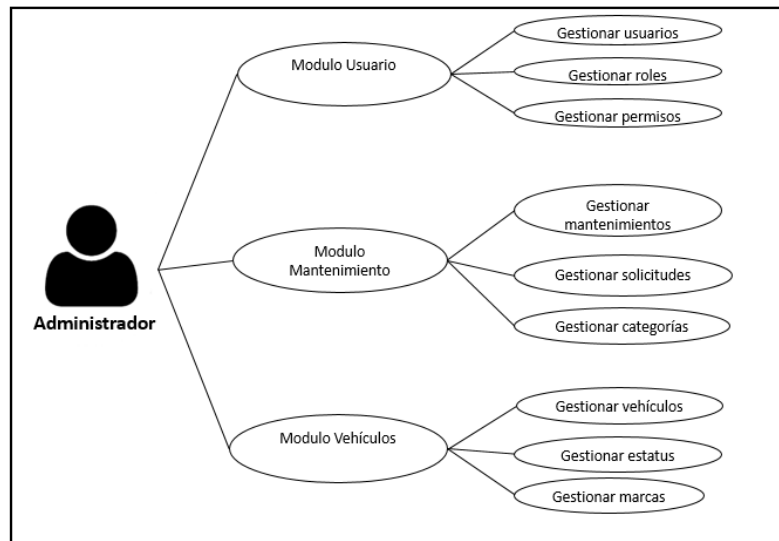 Modulo Usuario
Gestionar usuarios
Gestionar roles
Gestionar permisos
Administrador
Modulo
Mantenimiento
Gestionar
mantenimientos
Gestionar solicitudes
Gestionar categorías
Modulo Vehículos
Gestionar vehículos
Gestionar estatus
Gestionar marcas